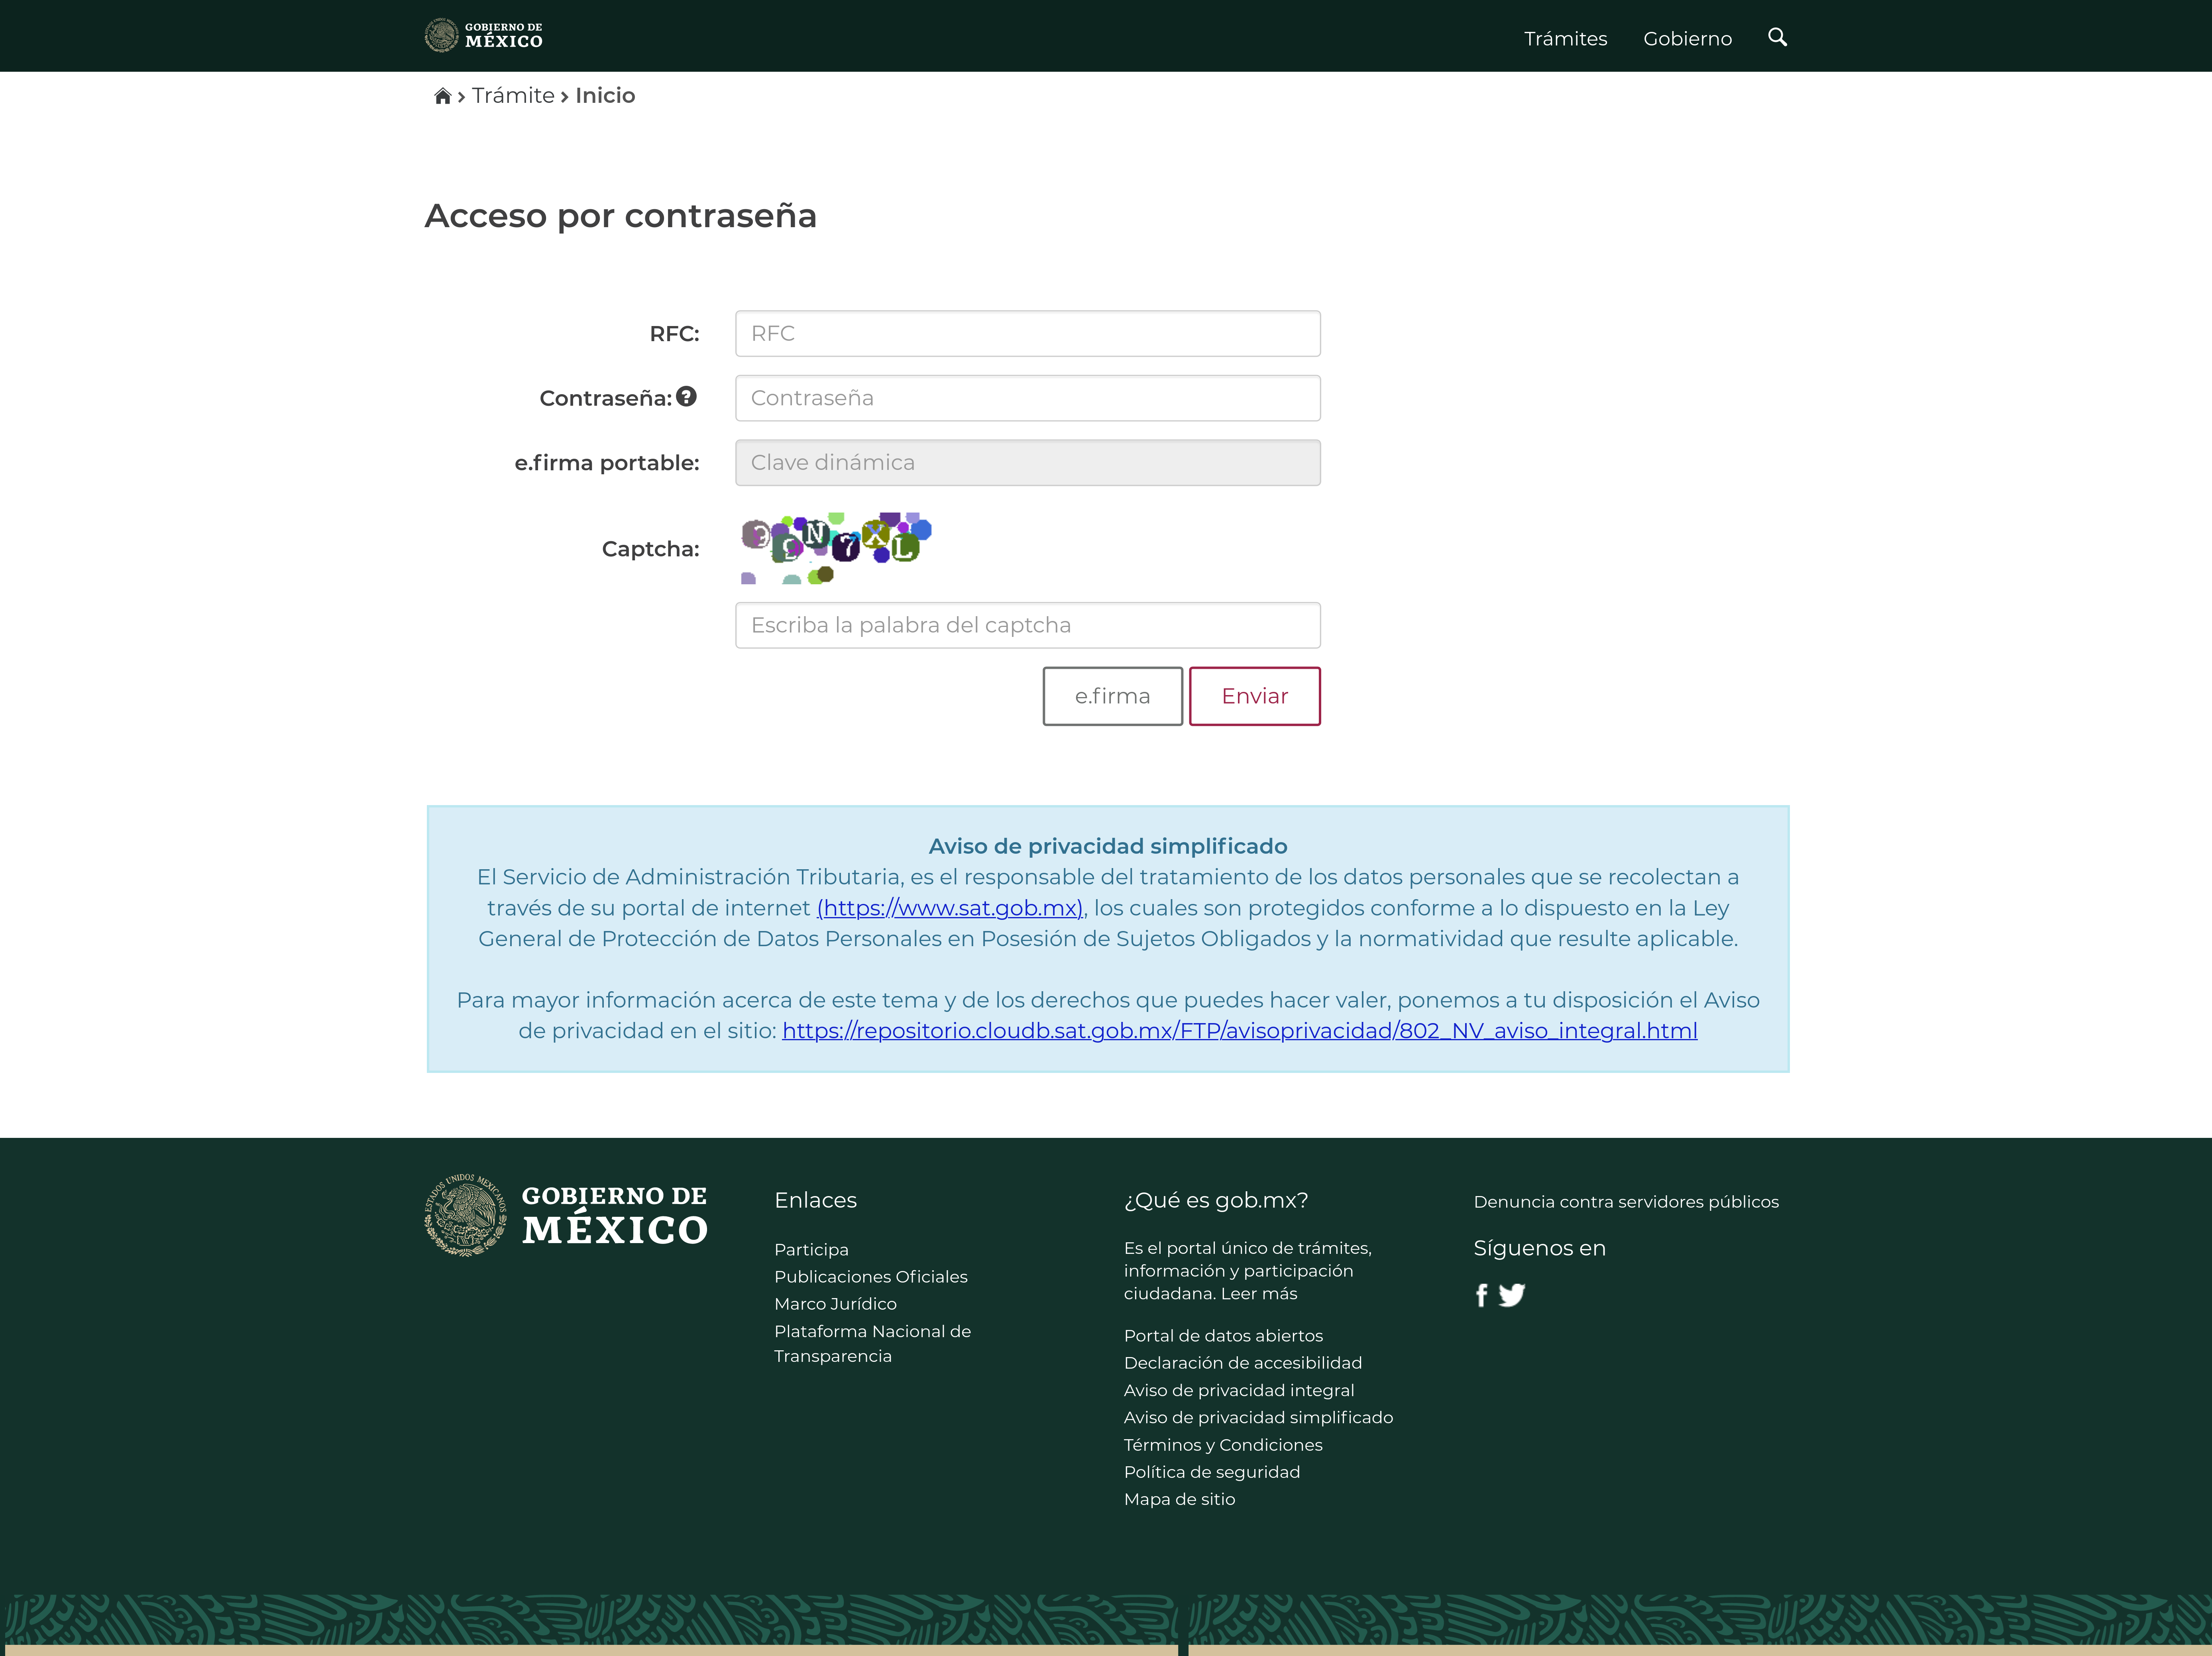 GOBIERNO DE
MÉXICO
Trámites
Gobierno
Trámite
Inicio
Acceso por contraseña
RFC:
RFC
Contraseña:
Contraseña
e.firma portable:
Clave dinámica
Captcha:
Escriba la palabra del captcha
e.firma
Enviar
Aviso de privacidad simplificado
El Servicio de Administración Tributaria, es el responsable del tratamiento de los datos personales que se recolectan a
través de su portal de internet (https://www.sat.gob.mx), los cuales son protegidos conforme a lo dispuesto en la Ley
General de Protección de Datos Personales en Posesión de Sujetos Obligados y la normatividad que resulte aplicable.
Para mayor información acerca de este tema y de los derechos que puedes hacer valer, ponemos a tu disposición el Aviso
de privacidad en el sitio: https://repositorio.cloudb.sat.gob.mx/FTP/avisoprivacidad/802_NV_aviso_integral.html
ESTADOS UNIDOS MEXICANOS
GOBIERNO DE
MÉXICO
Enlaces
Participa
Publicaciones Oficiales
Marco Jurídico
Plataforma Nacional de
Transparencia
¿Qué es gob.mx?
Es el portal único de trámites,
información y participación
ciudadana. Leer más
Portal de datos abiertos
Declaración de accesibilidad
Aviso de privacidad integral
Aviso de privacidad simplificado
Términos y Condiciones
Política de seguridad
Mapa de sitio
Denuncia contra servidores públicos
Síguenos en